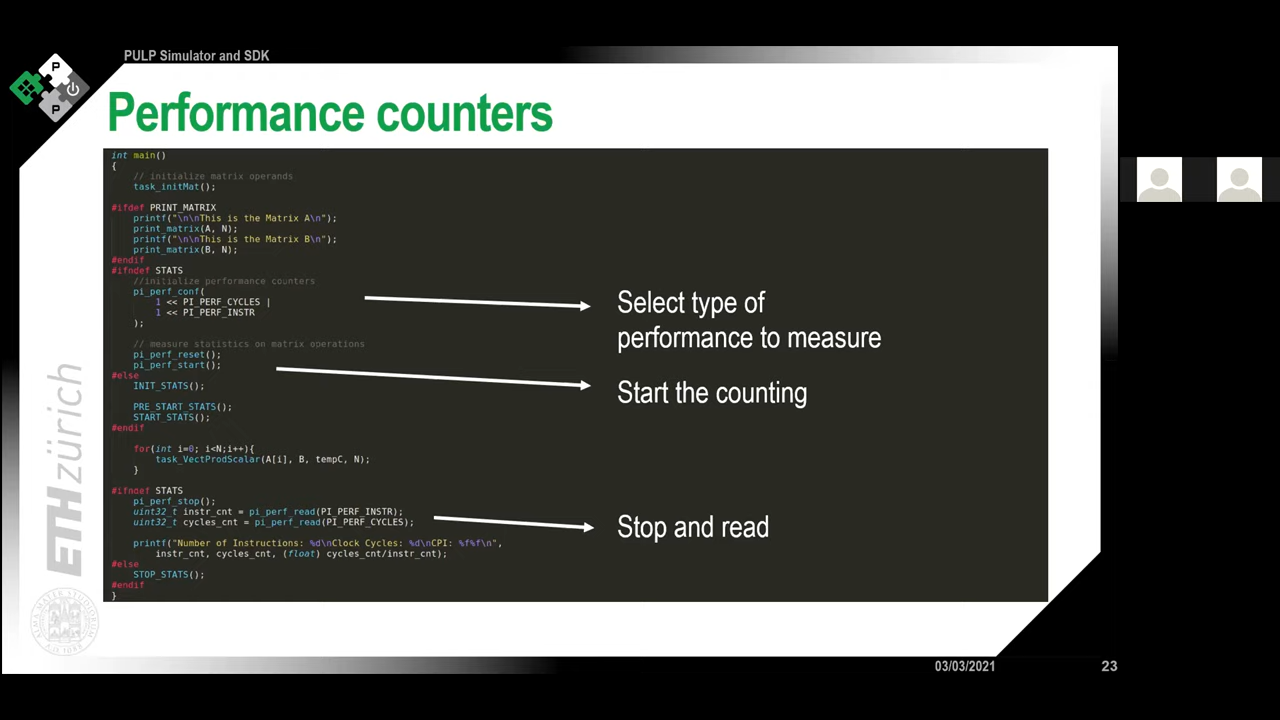 PULP Simulator and SDK
P
P
Performance counters
int main()
{
// initialize matrix operands
task_initMat();
#ifdef PRINT_MATRIX
printf("\n\nThis is the Matrix A\n");
print_matrix(A, N);
printf("\n\nThis is the Matrix B\n");
print_matrix(B, N);
#endif
#ifndef STATS
//initialize performance counters
pi_perf_conf(
1 << PI_PERF_CYCLES |
1 << PI_PERF_INSTR
);
// measure statistics on matrix operations
pi_perf_reset();
pi_perf_start();
#else
INIT_STATS();
PRE_START_STATS();
START_STATS();
#endif
for(int i=0; i<N;i++){
task_VectProdScalar(A[i], B, tempC, N);
}
#ifndef STATS
pi_perf_stop();
uint32_t instr_cnt = pi_perf_read(PI_PERF_INSTR);
uint32_t cycles_cnt = pi_perf_read(PI_PERF_CYCLES);
printf("Number of Instructions: %d\nClock Cycles: %d\nCPI: %f%f\n",
instr_cnt, cycles_cnt, (float) cycles_cnt/instr_cnt);
#else
STOP_STATS();
#endif
}
Select type of
performance to measure
Start the counting
Stop and read
ETHzürich
03/03/2021
23